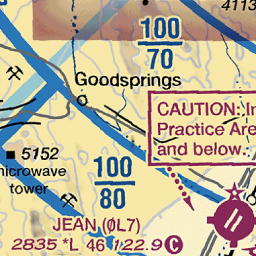 4113
100
70
Goodsprings
CAUTION: In
Practice Are
and below.
5152
microwave
tower
100
80
JEAN (0L7)
2835 *L 46 122.9 C